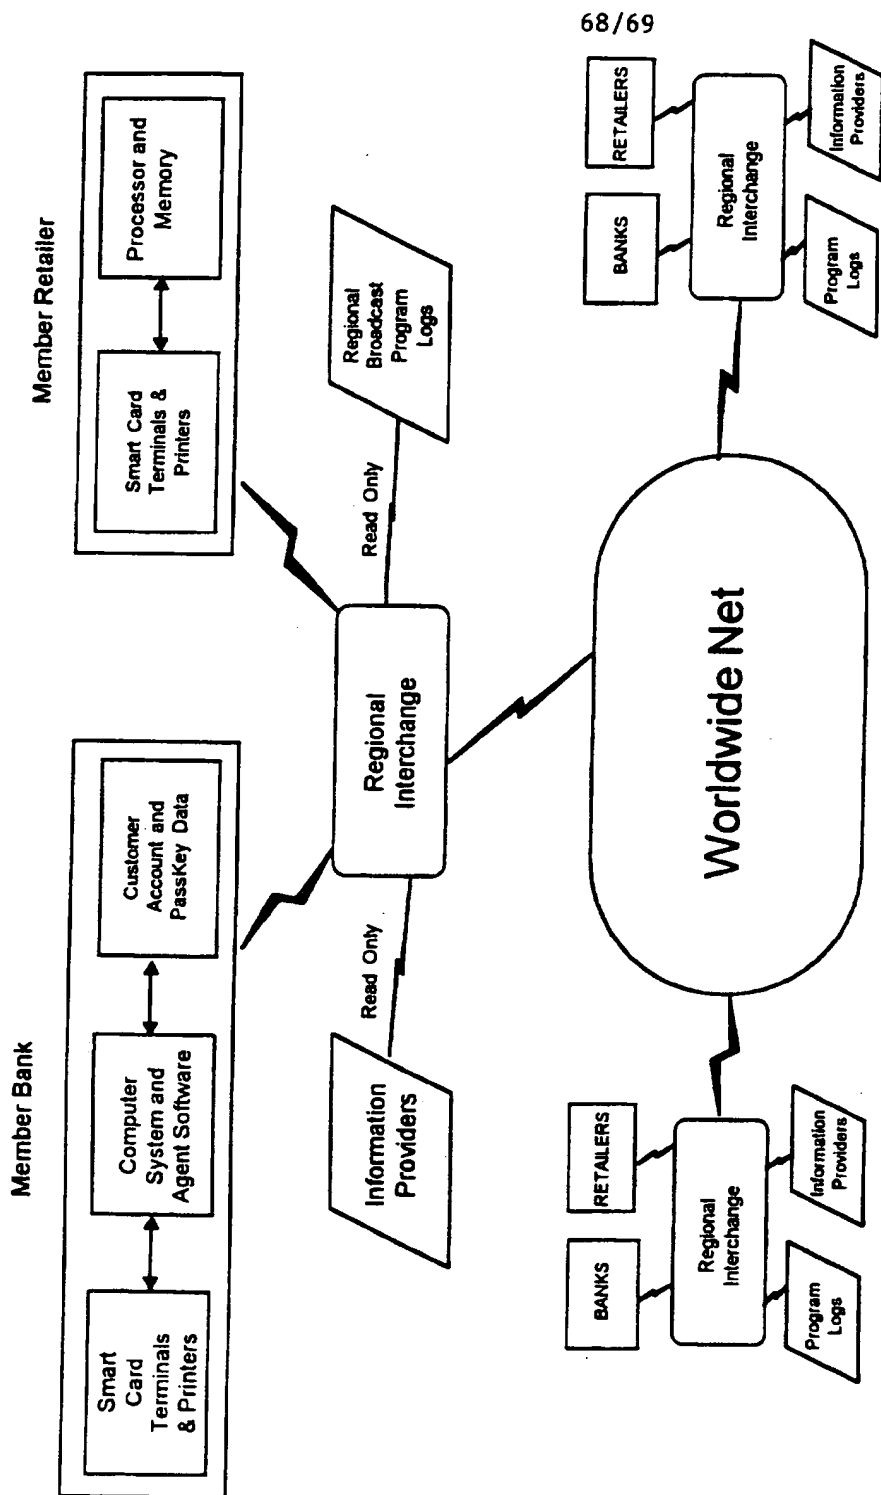 68/69
Member Bank
Smart
Card
Terminals
& Printers
Computer
System and
Agent Software
Customer
Account and
PassKey Data
Member Retailer
Smart Card
Terminals &
Printers
Processor and
Memory
Information
Providers
Read Only
Regional
Interchange
Read Only
Regional
Broadcast
Program
Logs
Worldwide Net
BANKS
RETAILERS
Regional
Interchange
Program
Logs
Information
Providers
BANKS
RETAILERS
Regional
Interchange
Program
Logs
Information
Providers